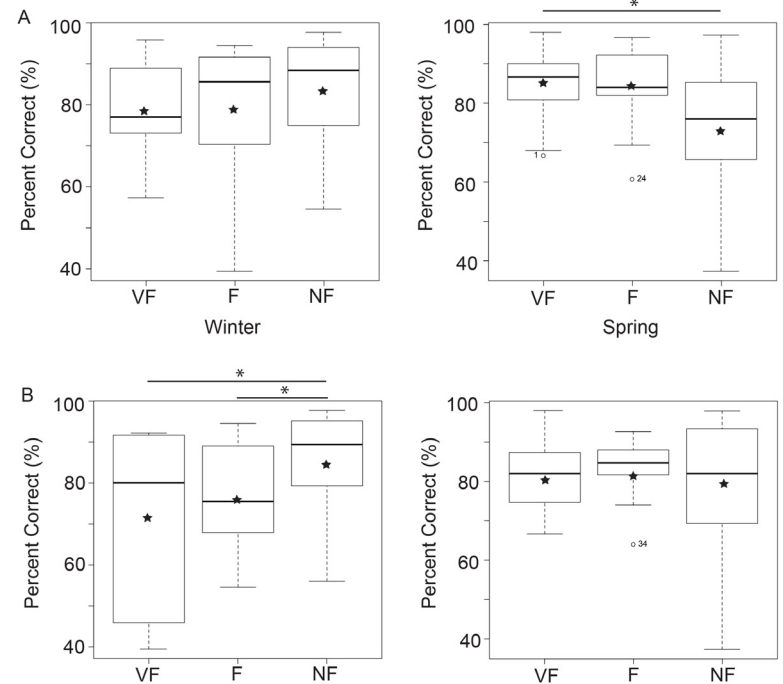 A
Percent Correct (%)
100
80
60
40
VF F NF
Winter
*
Percent Correct (%)
100
80
60
40
1
24
VF F NF
Spring
B
* 
*
Percent Correct (%)
100
80
60
40
VF F NF
Percent Correct (%)
100
80
60
40
34
VF F NF